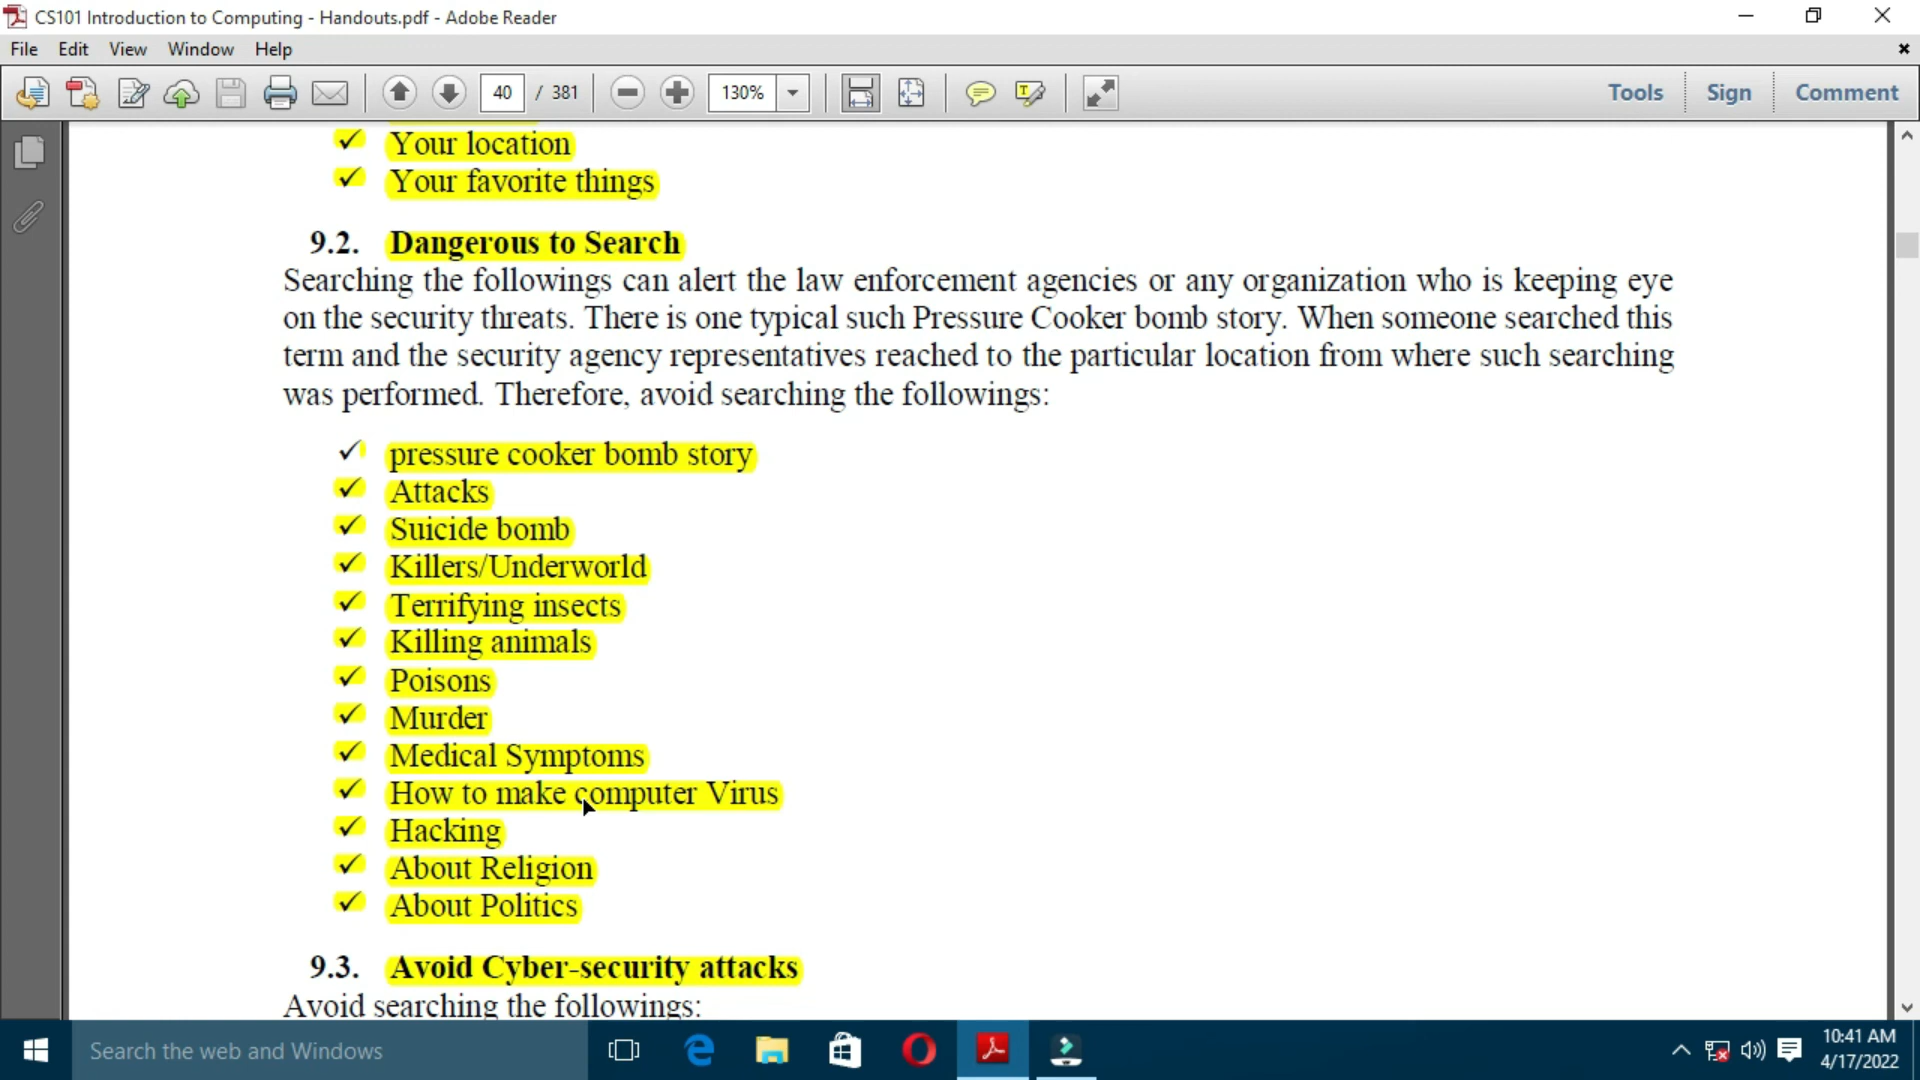 CS101 Introduction to Computing - Handouts.pdf - Adobe Reader
File Edit View Window Help
40 / 381 130% Tools Sign Comment
✓ Your location
✓ Your favorite things
9.2. Dangerous to Search
Searching the followings can alert the law enforcement agencies or any organization who is keeping eye
on the security threats. There is one typical such Pressure Cooker bomb story. When someone searched this
term and the security agency representatives reached to the particular location from where such searching
was performed. Therefore, avoid searching the followings:
✓ pressure cooker bomb story
✓ Attacks
✓ Suicide bomb
✓ Killers/Underworld
✓ Terrifying insects
✓ Killing animals
✓ Poisons
✓ Murder
✓ Medical Symptoms
✓ How to make computer Virus
✓ Hacking
✓ About Religion
✓ About Politics
9.3. Avoid Cyber-security attacks
Avoid searching the followings:
Search the web and Windows
10:41 AM
4/17/2022